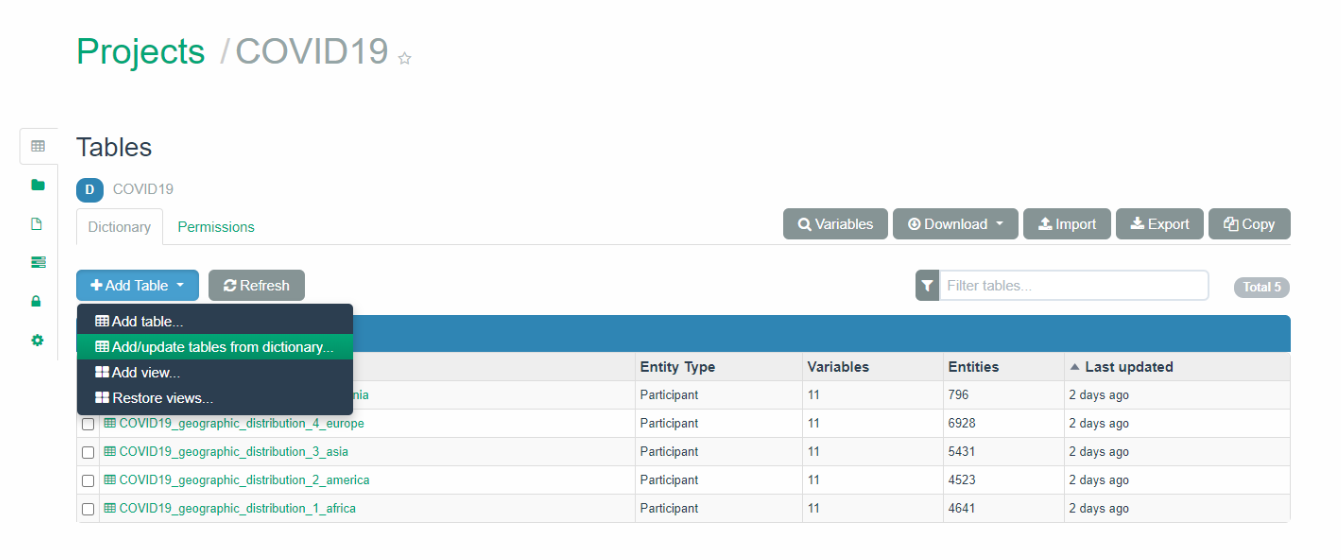 Projects / COVID19
Tables
D COVID19
Dictionary Permissions Variables Download Import Export Copy
Add Table Refresh Filter tables... Total 5
Add table...
Add/update tables from dictionary...
Add view...
Restore views...
Entity Type Variables Entities Last updated
nia Participant 11 796 2 days ago
COVID19_geographic_distribution_4_europe Participant 11 6928 2 days ago
COVID19_geographic_distribution_3_asia Participant 11 5431 2 days ago
COVID19_geographic_distribution_2_america Participant 11 4523 2 days ago
COVID19_geographic_distribution_1_africa Participant 11 4641 2 days ago